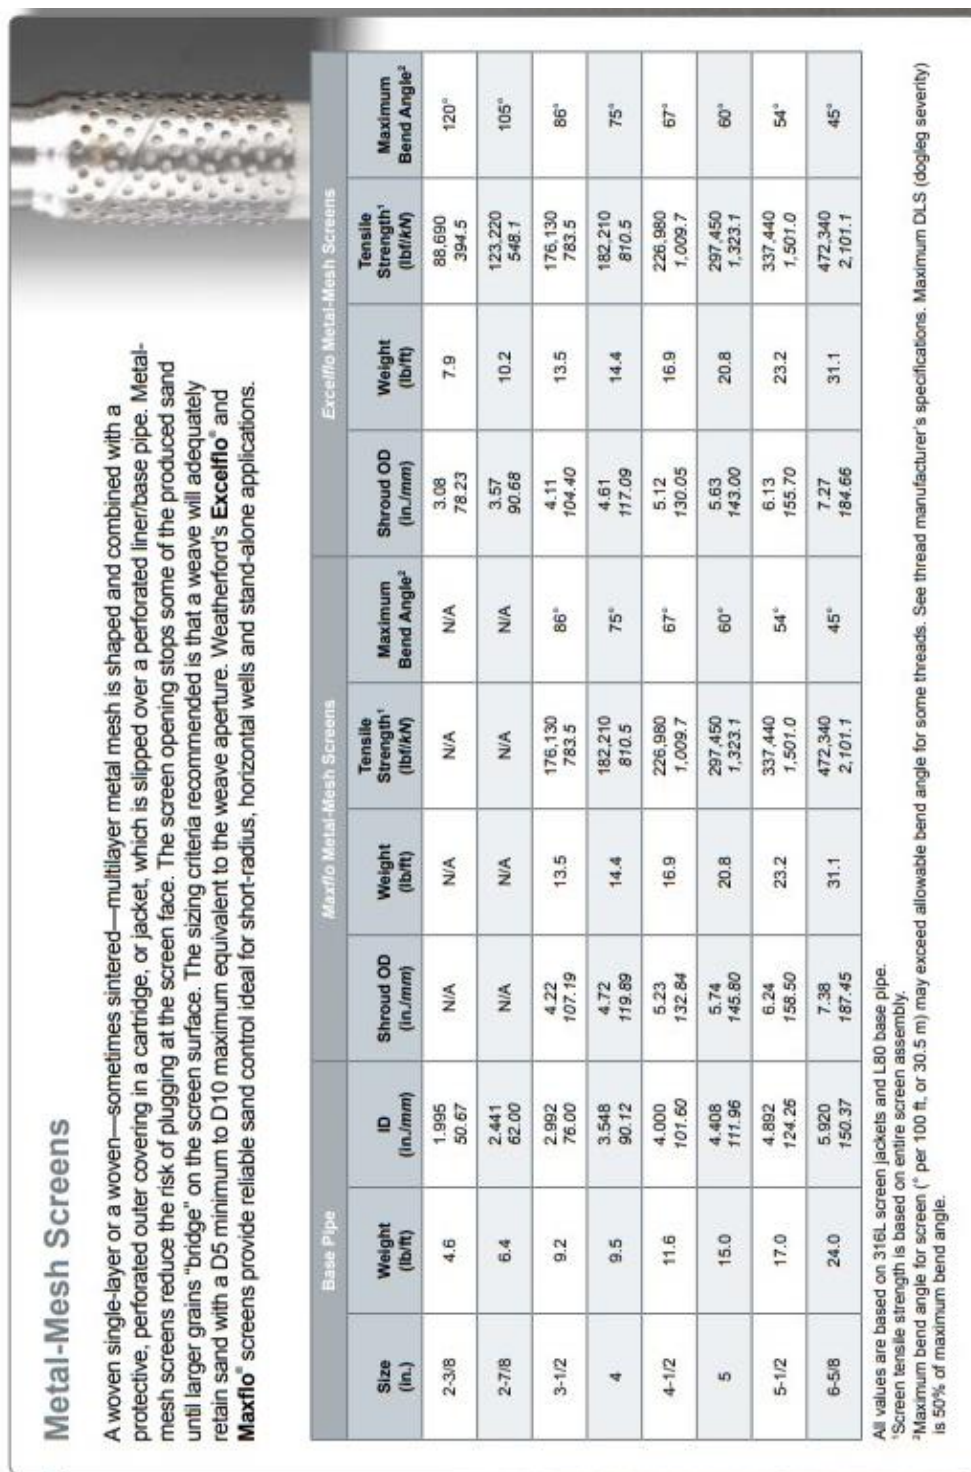 Metal-Mesh Screens
A woven single-layer or a woven—sometimes sintered—multilayer metal mesh is shaped and combined with a
protective, perforated outer covering in a cartridge, or jacket, which is slipped over a perforated liner/base pipe. Metal-
mesh screens reduce the risk of plugging at the screen face. The screen opening stops some of the produced sand
until larger grains “bridge” on the screen surface. The sizing criteria recommended is that a weave will adequately
retain sand with a D5 minimum to D10 maximum equivalent to the weave aperture. Weatherford's Excelflo® and
Maxflo® screens provide reliable sand control ideal for short-radius, horizontal wells and stand-alone applications.
Base Pipe Maxflo Metal-Mesh Screens Excelflo Metal-Mesh Screens
Size Weight ID Shroud OD Weight Tensile Maximum Shroud OD Weight Tensile Maximum
(in.) (lb/ft) (in./mm) (in./mm) (lb/ft) Strength¹ Bend Angle² (in./mm) (lb/ft) Strength¹ Bend Angle²
(lbf/kN) (lbf/kN)
2-3/8 4.6 1.995 N/A N/A N/A N/A 3.08 7.9 88,690 120°
50.67 78.23 394.5
2-7/8 6.4 2.441 N/A N/A N/A N/A 3.57 10.2 123,220 105°
62.00 90.68 548.1
3-1/2 9.2 2.992 4.22 13.5 176,130 86° 4.11 13.5 176,130 86°
76.00 107.19 783.5 104.40 783.5
4 9.5 3.548 4.72 14.4 182,210 75° 4.61 14.4 182,210 75°
90.12 119.89 810.5 117.09 810.5
4-1/2 11.6 4.000 5.23 16.9 226,980 67° 5.12 16.9 226,980 67°
101.60 132.84 1,009.7 130.05 1,009.7
5 15.0 4.408 5.74 20.8 297,450 60° 5.63 20.8 297,450 60°
111.96 145.80 1,323.1 143.00 1,323.1
5-1/2 17.0 4.892 6.24 23.2 337,440 54° 6.13 23.2 337,440 54°
124.26 158.50 1,501.0 155.70 1,501.0
6-5/8 24.0 5.920 7.38 31.1 472,340 45° 7.27 31.1 472,340 45°
150.37 187.45 2,101.1 184.66 2,101.1
All values are based on 316L screen jackets and L80 base pipe.
¹Screen tensile strength is based on entire screen assembly.
²Maximum bend angle for screen (° per 100 ft, or 30.5 m) may exceed allowable bend angle for some threads. See thread manufacturer's specifications. Maximum DLS (dogleg severity)
is 50% of maximum bend angle.